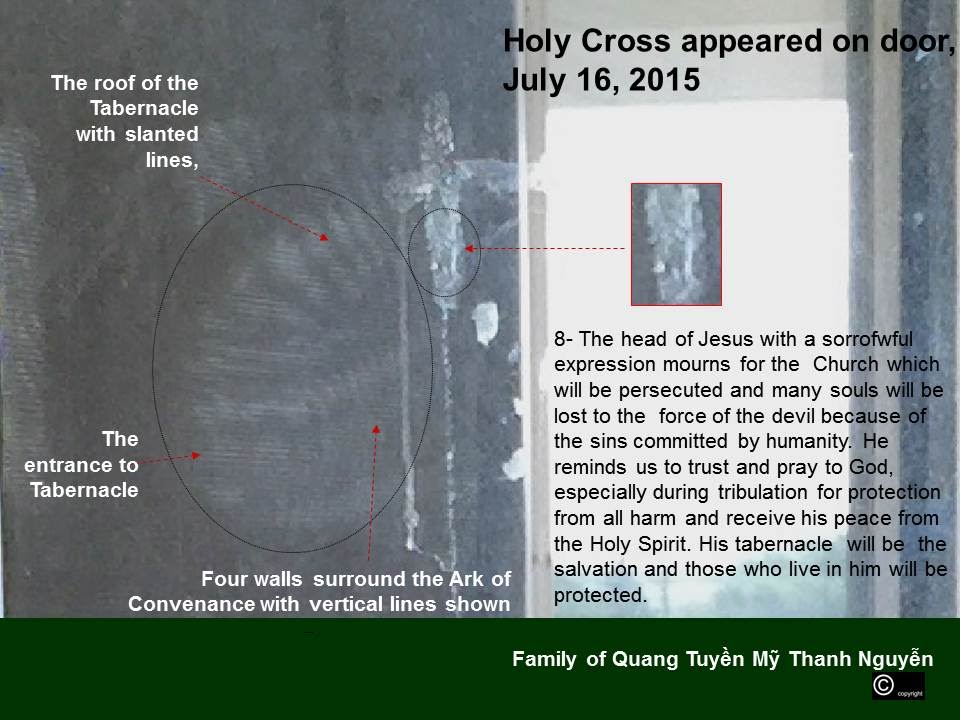 Holy Cross appeared on door,
July 16, 2015
The roof of the
Tabernacle
with slanted
lines,
8- The head of Jesus with a sorrofwful
expression mourns for the Church which
will be persecuted and many souls will be
lost to the force of the devil because of
the sins committed by humanity. He
reminds us to trust and pray to God,
especially during tribulation for protection
from all harm and receive his peace from
the Holy Spirit. His tabernacle will be the
salvation and those who live in him will be
protected.
The
entrance to
Tabernacle
Four walls surround the Ark of
Convenance with vertical lines shown
Family of Quang Tuyền Mỹ Thanh Nguyễn
© copyright